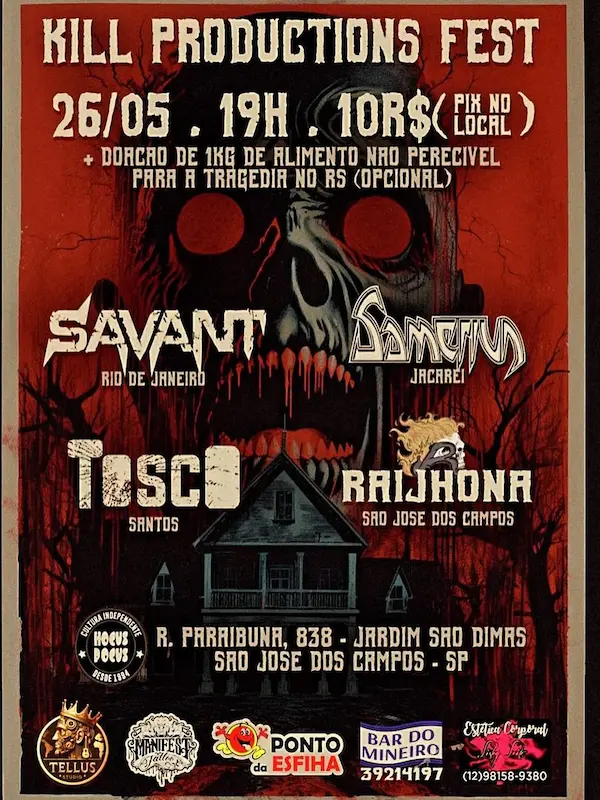 KILL PRODUCTIONS FEST
26/05 . 19H . 10R$( PIX NO LOCAL )
+ DOACAO DE 1KG DE ALIMENTO NAO PERECIVEL
PARA A TRAGEDIA NO RS (OPCIONAL)
SAVANT
RIO DE JANEIRO
JACAREI
TOSCO
SANTOS
RAIJHONA
SAO JOSE DOS CAMPOS
CULTURA INDEPENDENTE
HOCUS
POCUS
DESDE 1984
R. PARAIBUNA, 838 - JARDIM SAO DIMAS
SAO JOSE DOS CAMPOS - SP
TELLUS
STUDIO
MANIFEST
Tattoo
PONTO
da ESFIHA
BAR DO
MINEIRO
39214197
Estética Corporal
(12)98158-9380